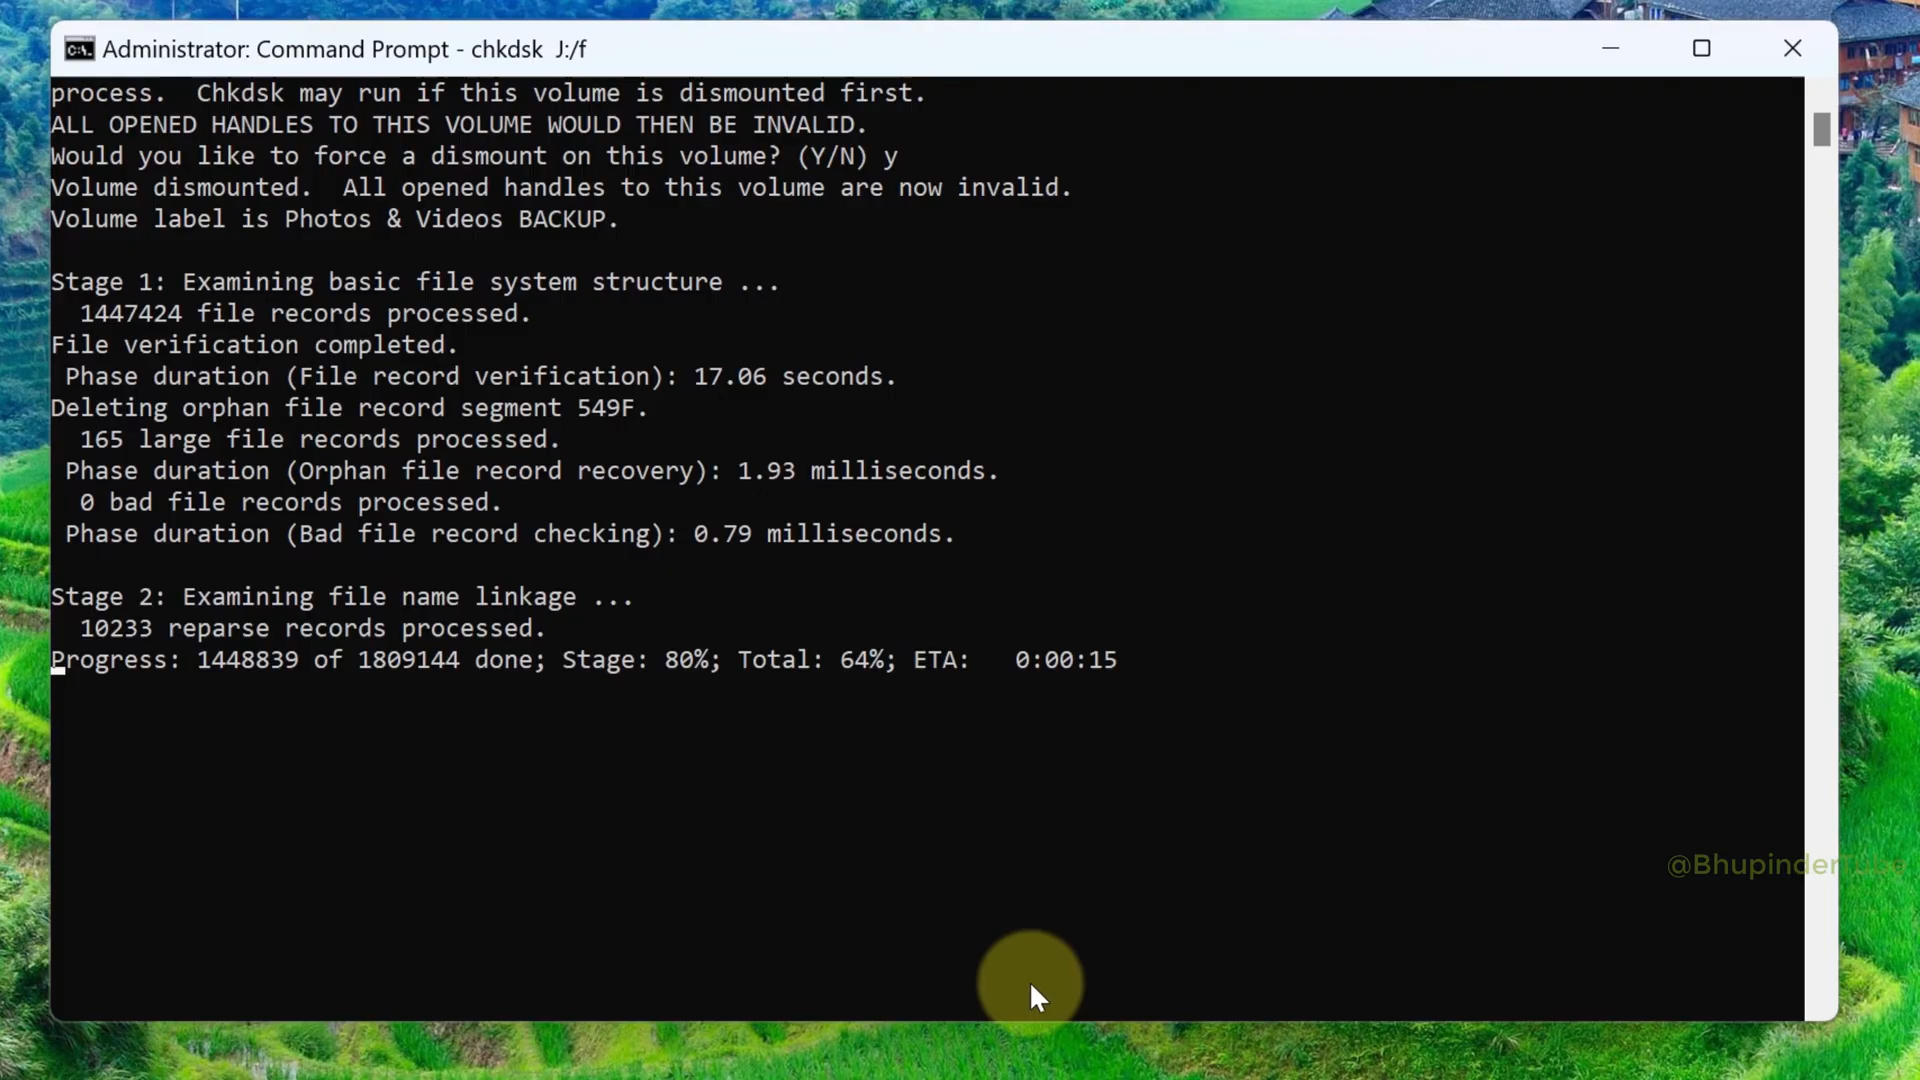 Administrator: Command Prompt - chkdsk  J:/f
process.  Chkdsk may run if this volume is dismounted first.
ALL OPENED HANDLES TO THIS VOLUME WOULD THEN BE INVALID.
Would you like to force a dismount on this volume? (Y/N) y
Volume dismounted.  All opened handles to this volume are now invalid.
Volume label is Photos & Videos BACKUP.
Stage 1: Examining basic file system structure ...
1447424 file records processed.
File verification completed.
Phase duration (File record verification): 17.06 seconds.
Deleting orphan file record segment 549F.
165 large file records processed.
Phase duration (Orphan file record recovery): 1.93 milliseconds.
0 bad file records processed.
Phase duration (Bad file record checking): 0.79 milliseconds.
Stage 2: Examining file name linkage ...
10233 reparse records processed.
Progress: 1448839 of 1809144 done; Stage: 80%; Total: 64%; ETA:   0:00:15